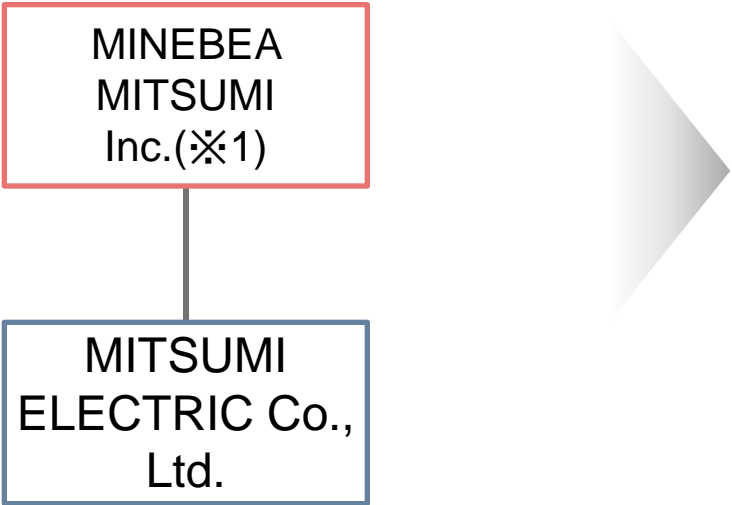 MINEBEA
MITSUMI
Inc.(※1)
MITSUMI
ELECTRIC Co.,
Ltd.